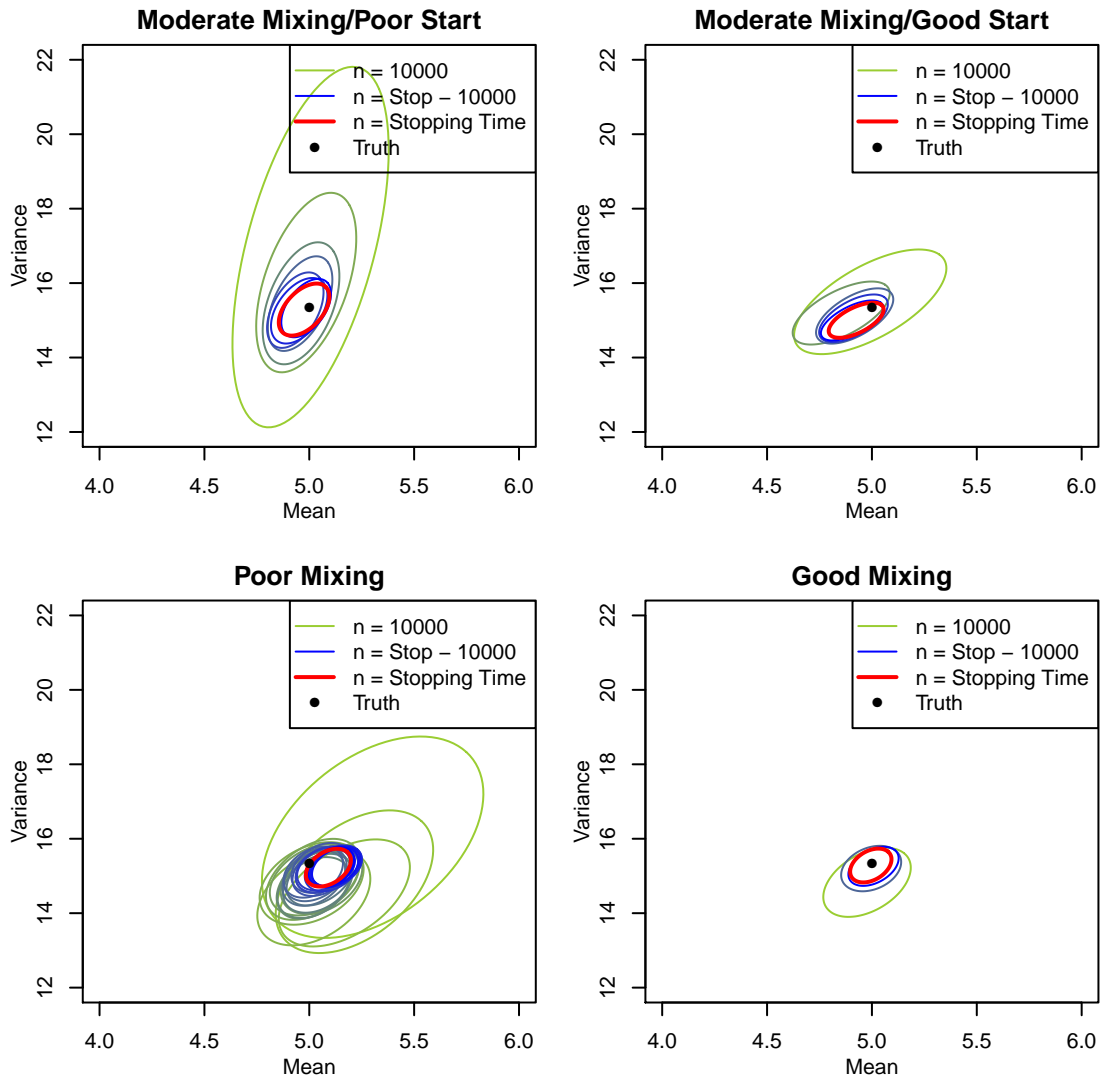 Moderate Mixing/Poor Start
n = 10000
n = Stop − 10000
n = Stopping Time
Truth
22
20
18
16
14
12
Variance
4.0 4.5 5.0 5.5 6.0
Mean
Moderate Mixing/Good Start
n = 10000
n = Stop − 10000
n = Stopping Time
Truth
22
20
18
16
14
12
Variance
4.0 4.5 5.0 5.5 6.0
Mean
Poor Mixing
n = 10000
n = Stop − 10000
n = Stopping Time
Truth
22
20
18
16
14
12
Variance
4.0 4.5 5.0 5.5 6.0
Mean
Good Mixing
n = 10000
n = Stop − 10000
n = Stopping Time
Truth
22
20
18
16
14
12
Variance
4.0 4.5 5.0 5.5 6.0
Mean